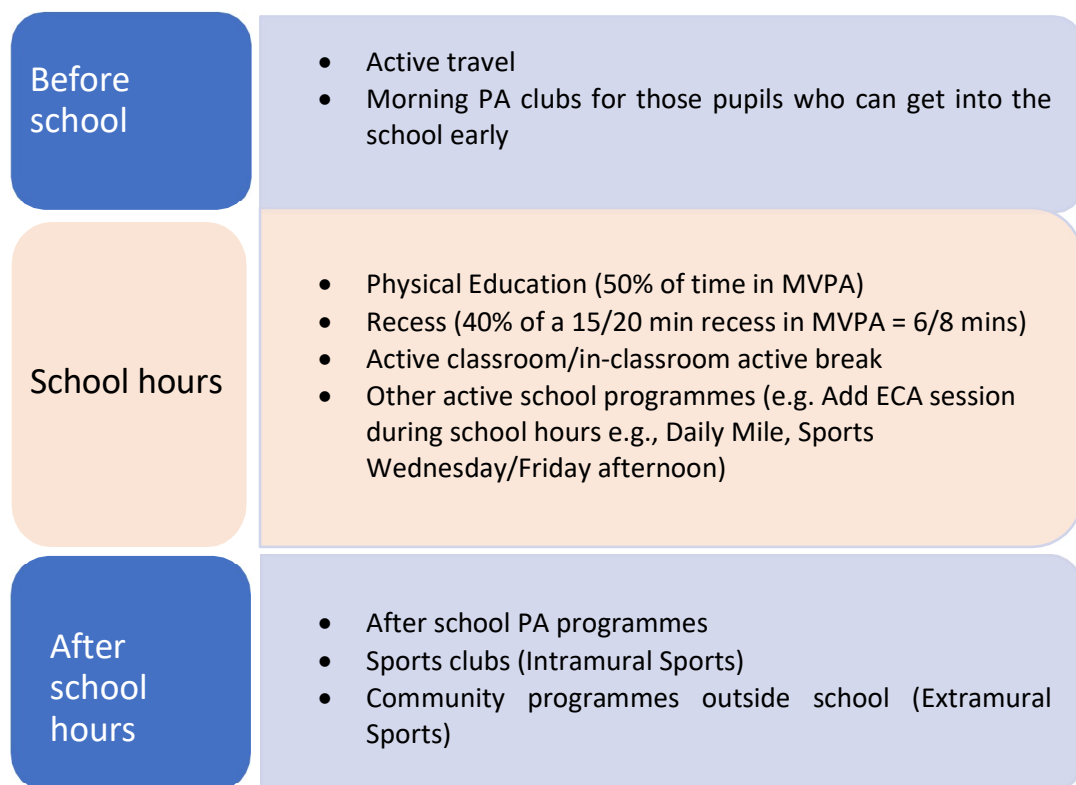 Before
school
• Active travel
• Morning PA clubs for those pupils who can get into the
school early
School hours
• Physical Education (50% of time in MVPA)
• Recess (40% of a 15/20 min recess in MVPA = 6/8 mins)
• Active classroom/in-classroom active break
• Other active school programmes (e.g. Add ECA session
during school hours e.g., Daily Mile, Sports
Wednesday/Friday afternoon)
After
school
hours
• After school PA programmes
• Sports clubs (Intramural Sports)
• Community programmes outside school (Extramural
Sports)